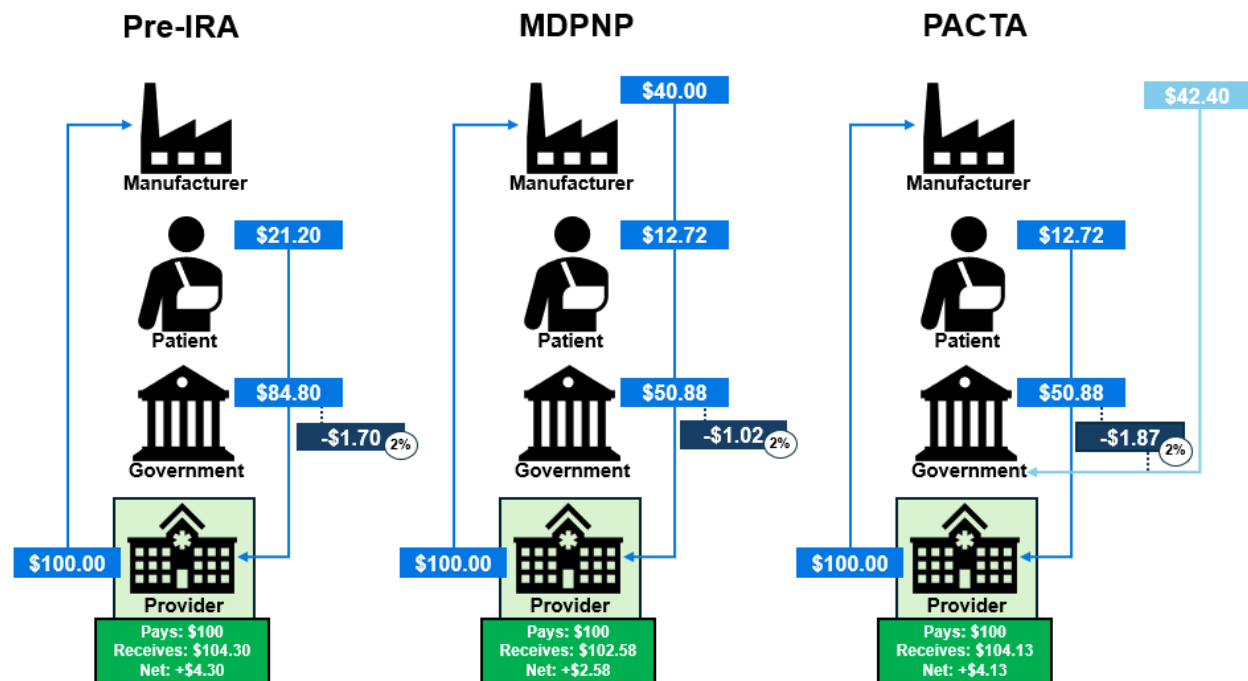 Pre-IRA
$21.20
Manufacturer
Patient
$84.80
-$1.70
2%
Government
$100.00
Provider
Pays: $100
Receives: $104.30
Net: +$4.30
MDPNP
$40.00
Manufacturer
$12.72
Patient
$50.88
-$1.02
2%
Government
$100.00
Provider
Pays: $100
Receives: $102.58
Net: +$2.58
PACTA
$42.40
Manufacturer
$12.72
Patient
$50.88
-$1.87
2%
Government
$100.00
Provider
Pays: $100
Receives: $104.13
Net: +$4.13